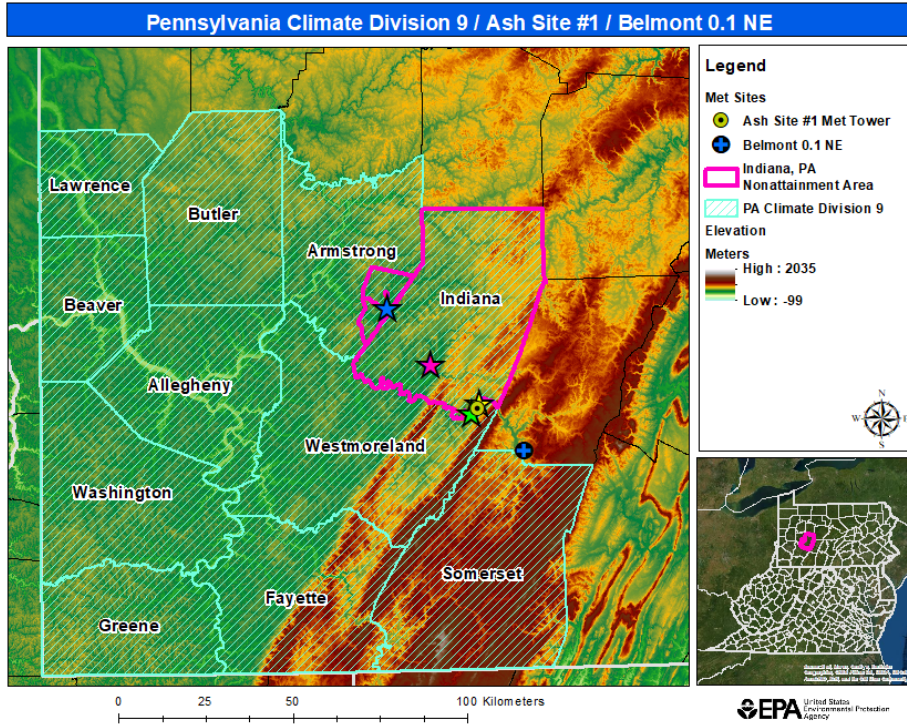 Pennsylvania Climate Division 9 / Ash Site #1 / Belmont 0.1 NE
Lawrence
Butler
Armstrong
Indiana
Beaver
Allegheny
Westmoreland
Washington
Somerset
Fayette
Greene
Legend
Met Sites
Ash Site #1 Met Tower
Belmont 0.1 NE
Indiana, PA
Nonattainment Area
PA Climate Division 9
Elevation
Meters
High : 2035
Low : -99
N
W
E
S
0 25 50 100 Kilometers
EPA
United States
Environmental Protection
Agency